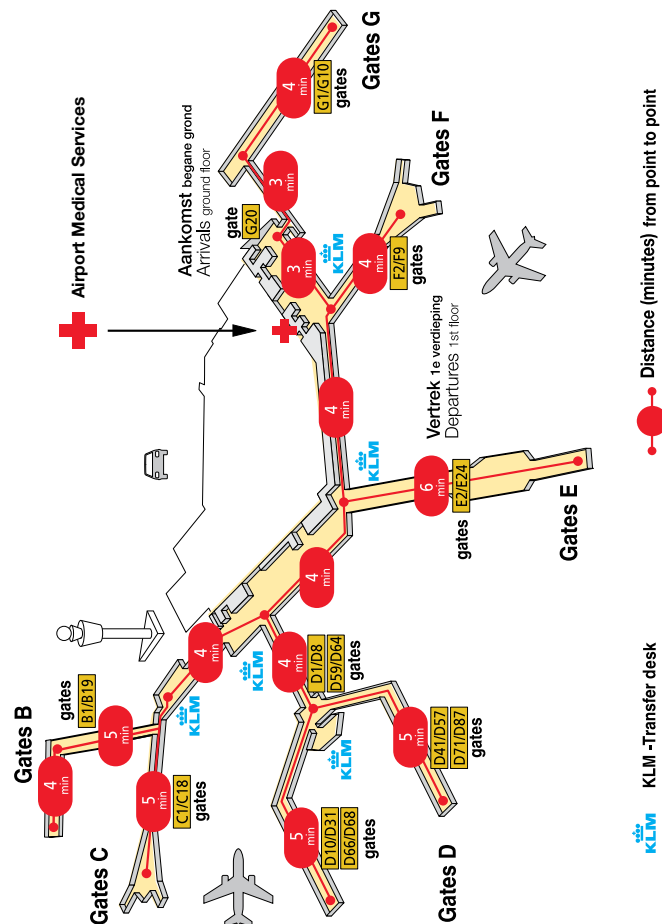 Airport Medical Services
Aankomst begane grond
Arrivals ground floor
Gates G
4
min
G1/G10
gates
3
min
gate
G20
3
min
KLM
Gates F
4
min
F2/F9
gates
4
min
KLM
Vertrek 1e verdieping
Departures 1st floor
6
min
gates
E2/E24
Gates E
4
min
4
min
KLM
KLM
Gates B
gates
B1/B19
5
min
4
min
Gates C
5
min
C1/C18
gates
4
min
D1/D8
D59/D64
gates
KLM
5
min
D10/D31
D66/D68
gates
5
min
D41/D57
D71/D87
gates
Gates D
KLM
KLM -Transfer desk
Distance (minutes) from point to point